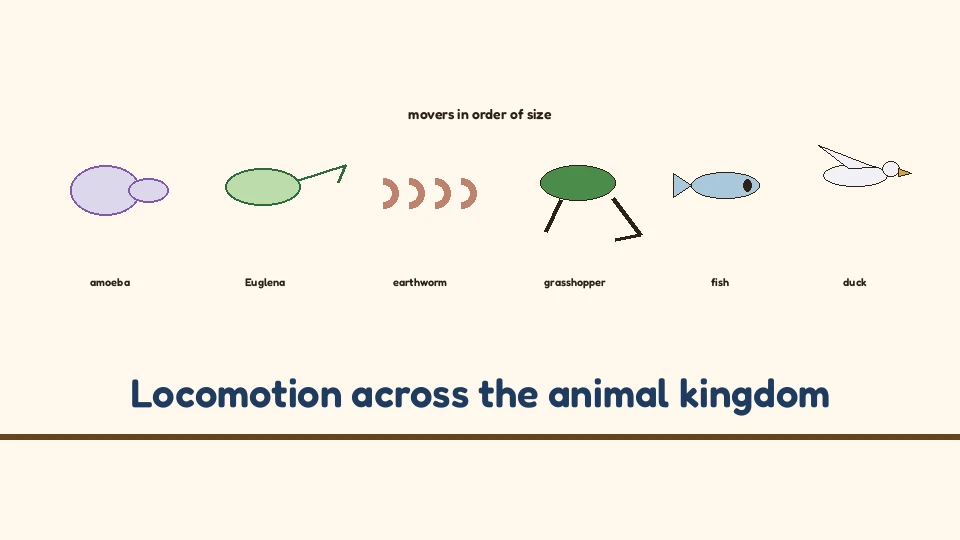 movers in order of size
amoeba
Euglena
earthworm
grasshopper
fish
duck
Locomotion across the animal kingdom